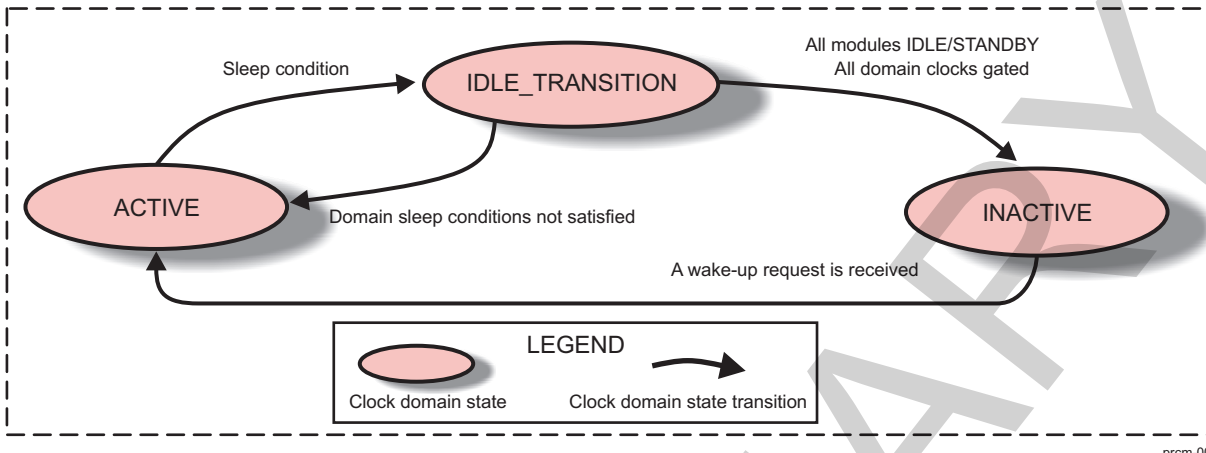 Sleep condition
IDLE_TRANSITION
All modules IDLE/STANDBY
All domain clocks gated
ACTIVE
Domain sleep conditions not satisfied
INACTIVE
A wake-up request is received
LEGEND
Clock domain state
Clock domain state transition